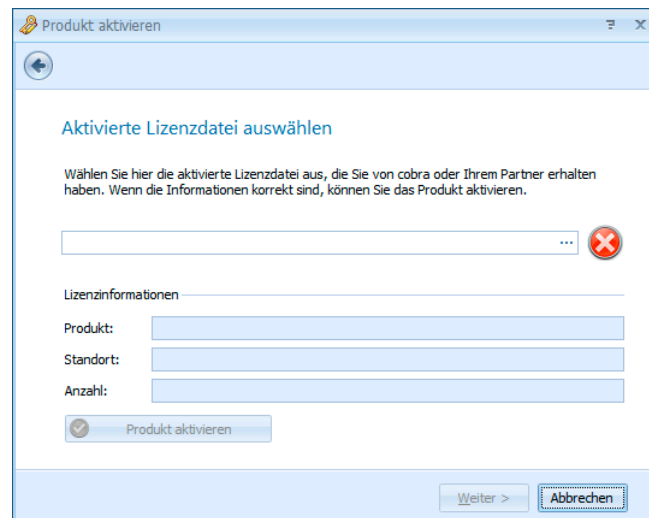 Produkt aktivieren
Aktivierte Lizenzdatei auswählen
Wählen Sie hier die aktivierte Lizenzdatei aus, die Sie von cobra oder Ihrem Partner erhalten
haben. Wenn die Informationen korrekt sind, können Sie das Produkt aktivieren.
...
Lizenzinformationen
Produkt:
Standort:
Anzahl:
Produkt aktivieren
Weiter >
Abbrechen